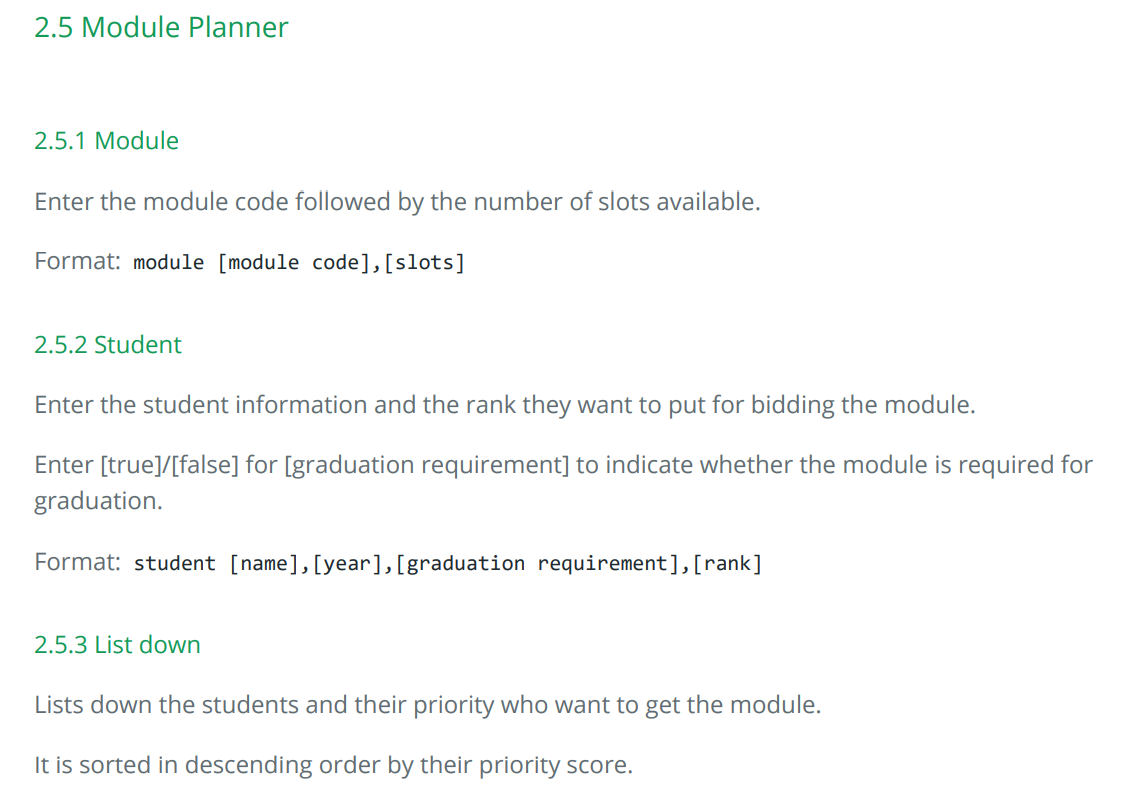 2.5 Module Planner
2.5.1 Module
Enter the module code followed by the number of slots available.
Format: module [module code],[slots]
2.5.2 Student
Enter the student information and the rank they want to put for bidding the module.
Enter [true]/[false] for [graduation requirement] to indicate whether the module is required for
graduation.
Format: student [name],[year],[graduation requirement],[rank]
2.5.3 List down
Lists down the students and their priority who want to get the module.
It is sorted in descending order by their priority score.